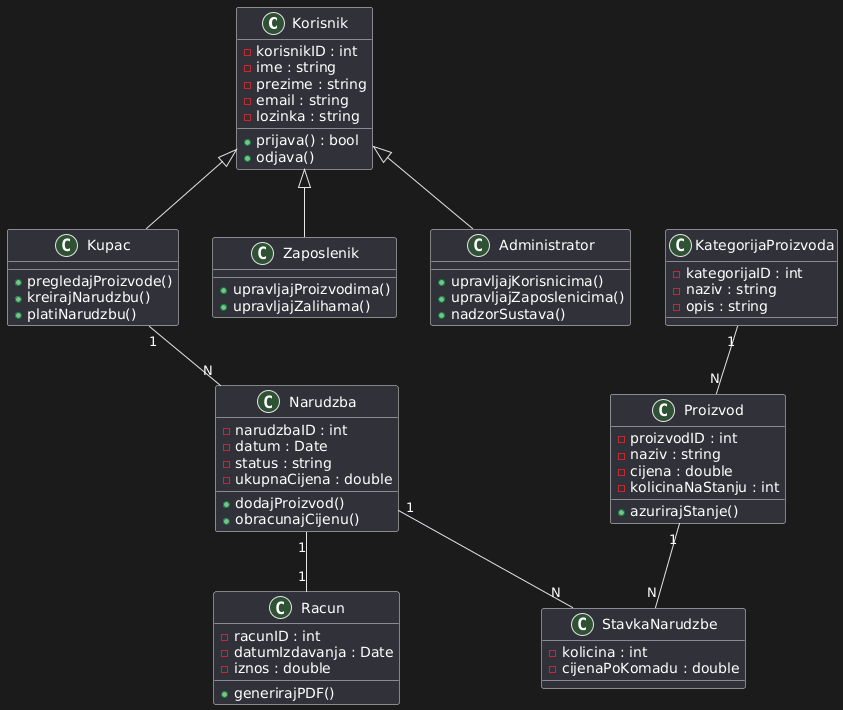 C Korisnik
korisnikID : int
ime : string
prezime : string
email : string
lozinka : string
prijava() : bool
odjava()
C Kupac
pregledajProizvode()
kreirajNarudzbu()
platiNarudzbu()
C Zaposlenik
upravljajProizvodima()
upravljajZalihama()
C Administrator
upravljajKorisnicima()
upravljajZaposlenicima()
nadzorSustava()
C KategorijaProizvoda
kategorijaID : int
naziv : string
opis : string
1
N
1
N
C Narudzba
narudzbaID : int
datum : Date
status : string
ukupnaCijena : double
dodajProizvod()
obracunajCijenu()
C Proizvod
proizvodID : int
naziv : string
cijena : double
kolicinaNaStanju : int
azurirajStanje()
1
1
1
N
1
N
C Racun
racunID : int
datumIzdavanja : Date
iznos : double
generirajPDF()
C StavkaNarudzbe
kolicina : int
cijenaPoKomadu : double